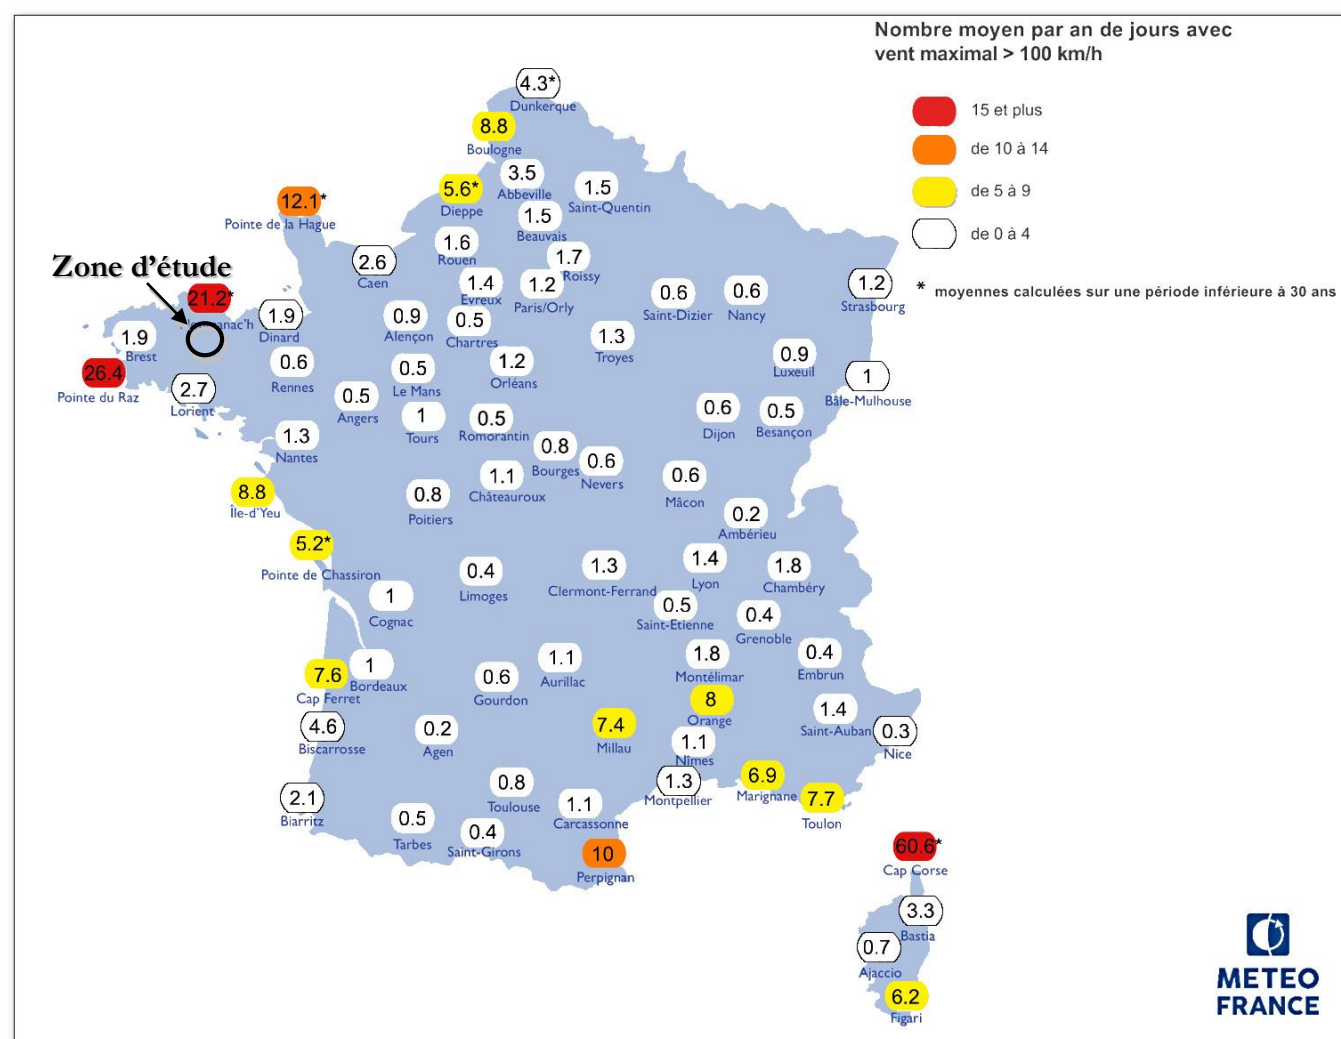 Nombre moyen par an de jours avec
vent maximal > 100 km/h
15 et plus
de 10 à 14
de 5 à 9
de 0 à 4
* moyennes calculées sur une période inférieure à 30 ans
4.3*
Dunkerque
8.8
Boulogne
3.5
Abbeville
5.6*
Dieppe
1.5
Saint-Quentin
12.1*
Pointe de la Hague
1.5
Beauvais
1.6
Rouen
1.7
Roissy
2.6
Caen
Zone d'étude
1.4
Evreux
1.2
Paris/Orly
0.6
Saint-Dizier
0.6
Nancy
1.2
Strasbourg
21.2*
1.9
Dinard
0.9
Alençon
0.5
Chartres
1.3
Troyes
1.9
Brest
0.6
Rennes
0.5
Le Mans
1.2
Orléans
0.9
Luxeuil
26.4
Pointe du Raz
2.7
Lorient
0.5
Angers
1
Bâle-Mulhouse
1
Tours
0.5
Romorantin
0.6
Dijon
0.5
Besançon
1.3
Nantes
0.8
Bourges
0.6
Nevers
1.1
Châteauroux
0.6
Mâcon
8.8
Île-d'Yeu
0.8
Poitiers
0.2
Ambérieu
5.2*
Pointe de Chassiron
0.4
Limoges
1.3
Clermont-Ferrand
1.4
Lyon
1.8
Chambéry
1
Cognac
0.5
Saint-Etienne
0.4
Grenoble
7.6
Cap Ferret
1
Bordeaux
0.6
Gourdon
1.1
Aurillac
1.8
Montélimar
0.4
Embrun
8
Orange
4.6
Biscarrosse
0.2
Agen
7.4
Millau
1.1
Nîmes
1.4
Saint-Auban
0.3
Nice
2.1
Biarritz
0.8
Toulouse
1.3
Montpellier
6.9
Marignane
7.7
Toulon
0.5
Tarbes
0.4
Saint-Girons
1.1
Carcassonne
10
Perpignan
60.6*
Cap Corse
3.3
Bastia
0.7
Ajaccio
6.2
Figari
METEO
FRANCE